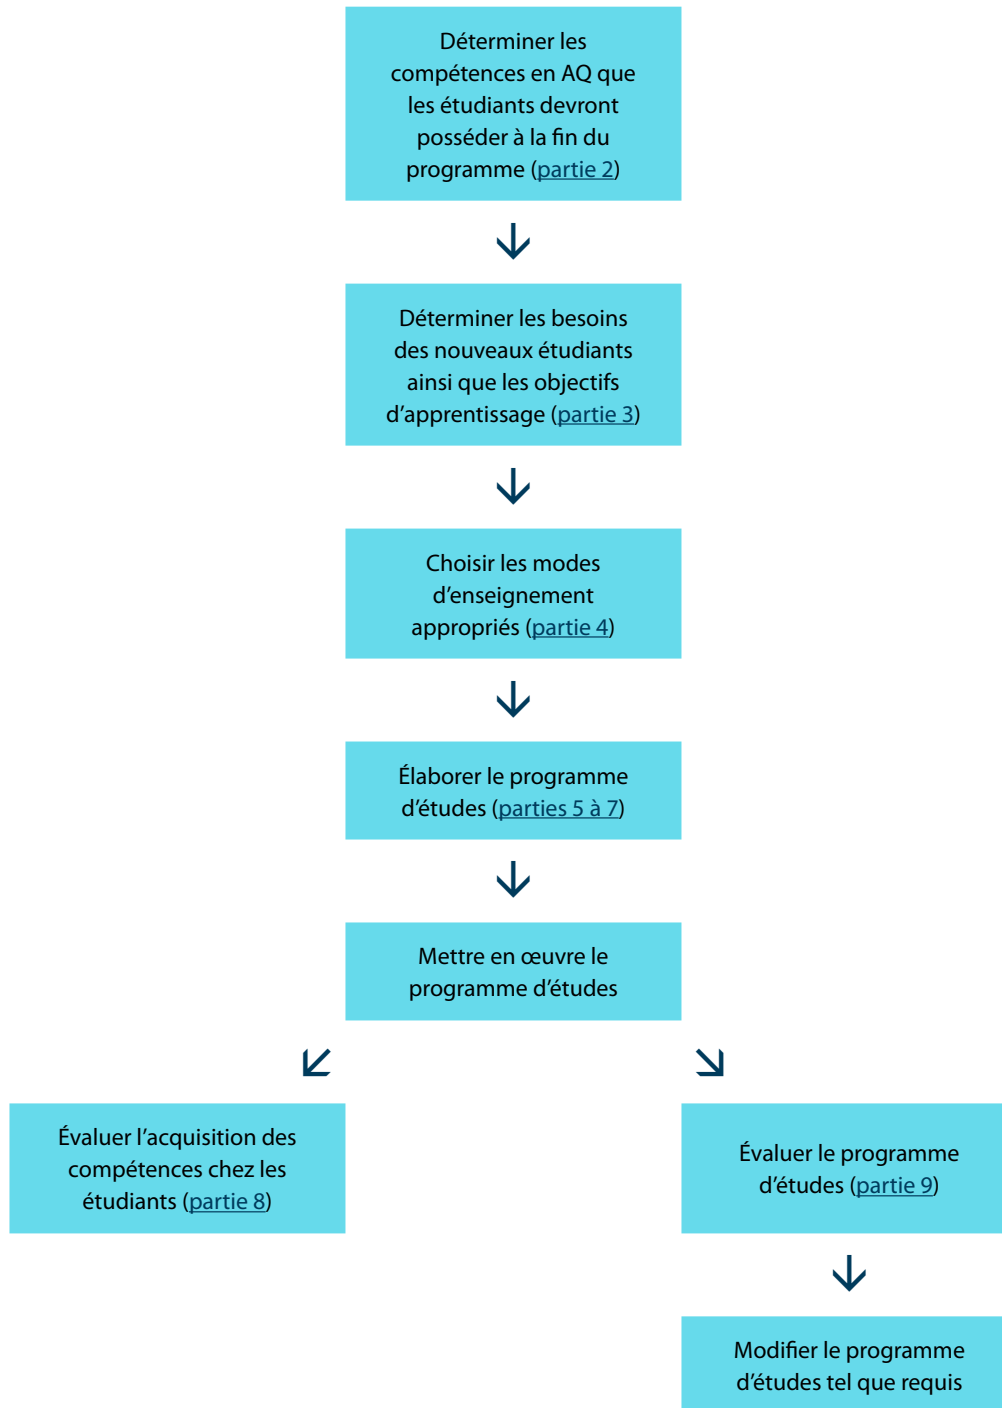 Déterminer les
compétences en AQ que
les étudiants devront
posséder à la fin du
programme (partie 2)
Déterminer les besoins
des nouveaux étudiants
ainsi que les objectifs
d’apprentissage (partie 3)
Choisir les modes
d’enseignement
appropriés (partie 4)
Élaborer le programme
d’études (parties 5 à 7)
Mettre en œuvre le
programme d’études
Évaluer l’acquisition des
compétences chez les
étudiants (partie 8)
Évaluer le programme
d’études (partie 9)
Modifier le programme
d’études tel que requis